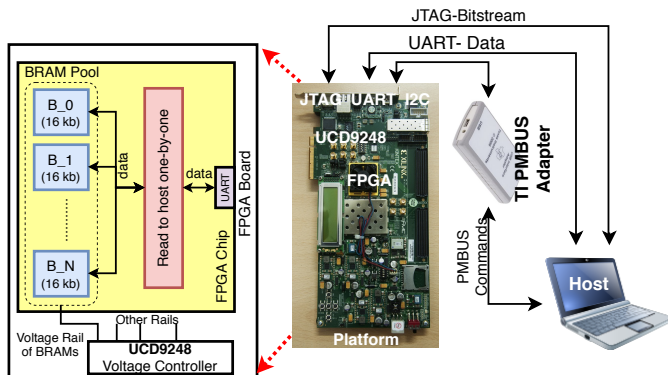 JTAG-Bitstream
UART- Data
BRAM Pool
B_0
(16 kb)
B_1
(16 kb)
B_N
(16 kb)
data
Read to host one-by-one
data
UART
FPGA Chip
FPGA Board
Other Rails
Voltage Rail
of BRAMs
UCD9248
Voltage Controller
JTAG UART I2C
UCD9248
FPGA
XILINX
Platform
TI PMBUS
Adapter
PMBUS
Commands
Host